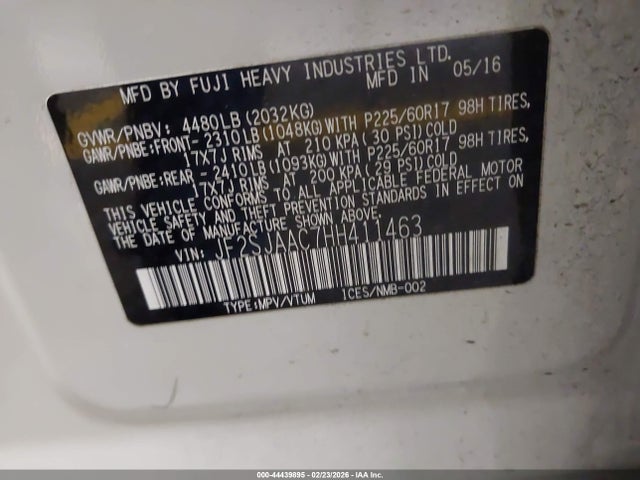 MFD BY FUJI HEAVY INDUSTRIES LTD.
MFD IN 05/16
GVWR/PNBV: 4480LB (2032KG)
GAWR/PNBE:FRONT- 2310LB (1048KG)WITH P225/60R17 98H TIRES,
17X7J RIMS AT 210 KPA (30 PSI)COLD
GAWR/PNBE:REAR - 2410LB (1093KG)WITH P225/60R17 98H TIRES,
17X7J RIMS AT 200 KPA (29 PSI)COLD
THIS VEHICLE CONFORMS TO ALL APPLICABLE FEDERAL MOTOR
VEHICLE SAFETY AND THEFT PREVENTION STANDARDS IN EFFECT ON
THE DATE OF MANUFACTURE SHOWN ABOVE.
VIN: JF2SJAAC7HH411463
TYPE:MPV/VTUM ICES/NMB-002
000-44439895 - 02/23/2026 - IAAI.COM